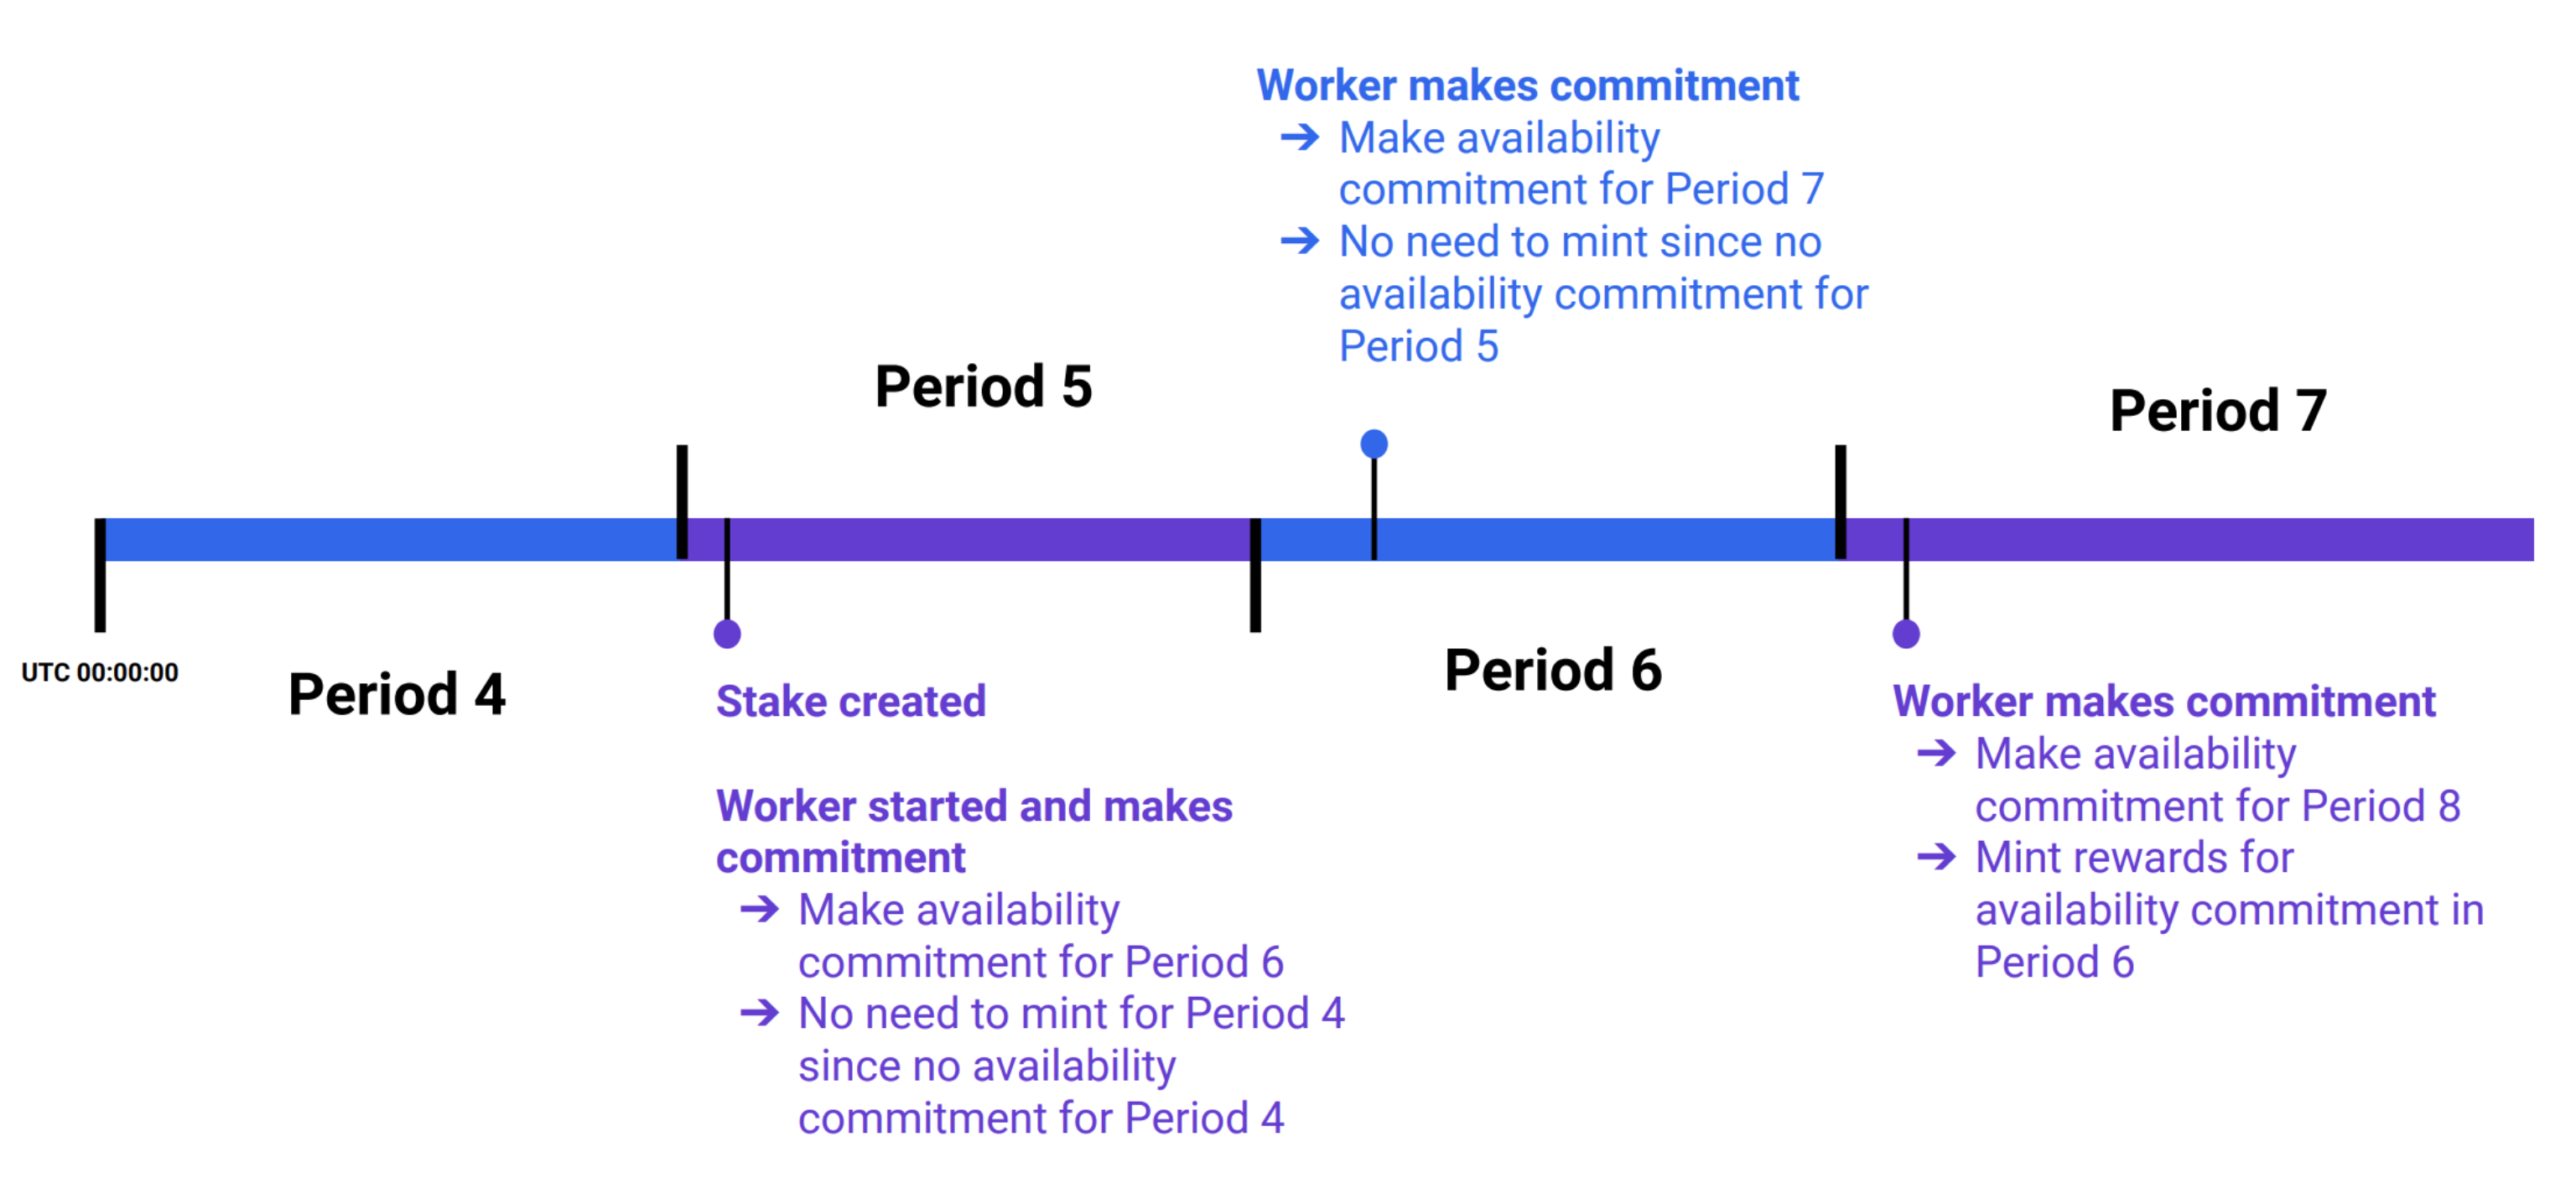 Worker makes commitment
➔ Make availability
commitment for Period 7
➔ No need to mint since no
availability commitment for
Period 5
Period 5
Period 7
UTC 00:00:00
Period 4
Period 6
Stake created
Worker started and makes
commitment
➔ Make availability
commitment for Period 6
➔ No need to mint for Period 4
since no availability
commitment for Period 4
Worker makes commitment
➔ Make availability
commitment for Period 8
➔ Mint rewards for
availability commitment in
Period 6